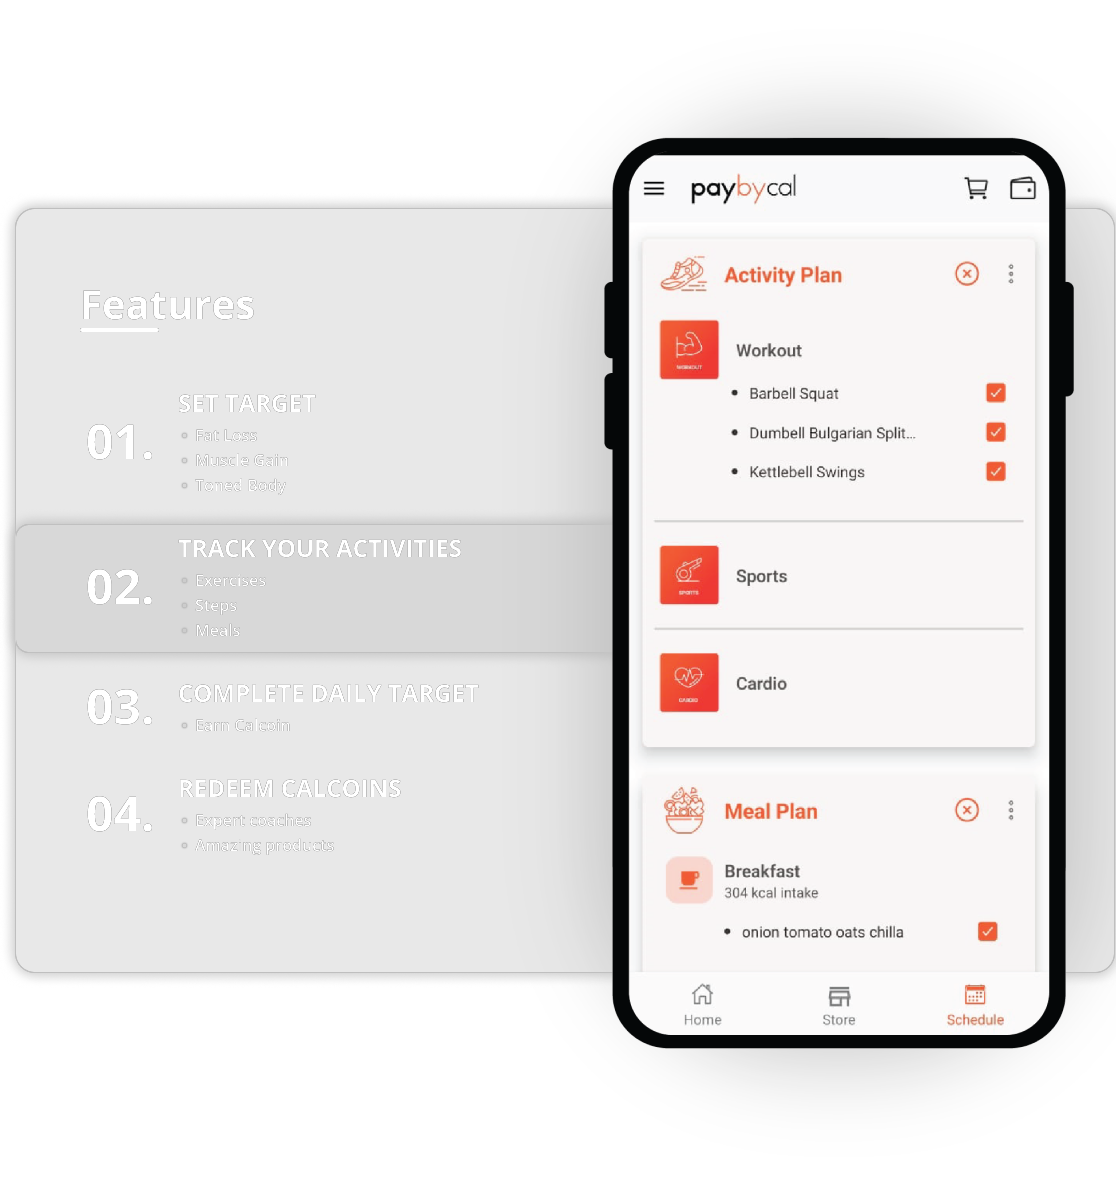 Features
01.
SET TARGET
• Fat Loss
• Muscle Gain
• Toned Body
02.
TRACK YOUR ACTIVITIES
• Exercises
• Steps
• Meals
03.
COMPLETE DAILY TARGET
• Earn Calcoin
04.
REDEEM CALCOINS
• Expert coaches
• Amazing products
paybycal
Activity Plan
WORKOUT
Workout
• Barbell Squat
• Dumbell Bulgarian Split...
• Kettlebell Swings
SPORTS
Sports
CARDIO
Cardio
Meal Plan
Breakfast
304 kcal intake
• onion tomato oats chilla
Home
Store
Schedule